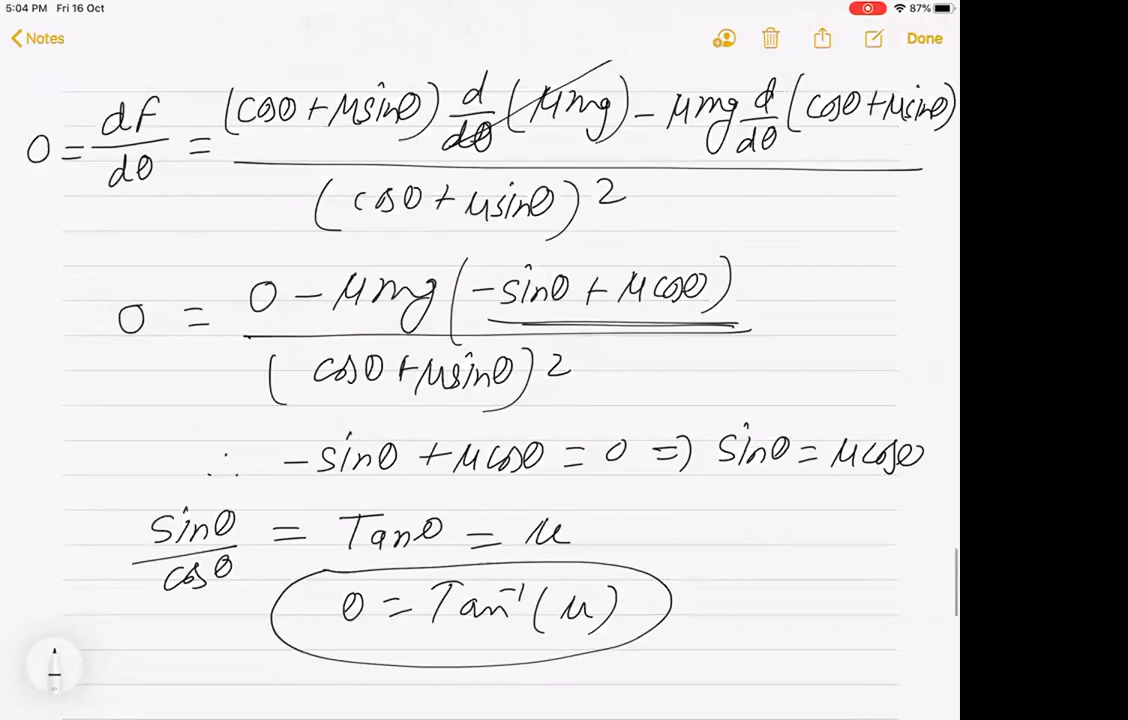 5:04 PM Fri 16 Oct 87%
Notes Done
0 = dF/dθ = ((cosθ + μsinθ) d/dθ (μmg) - μmg d/dθ (cosθ + μsinθ)) / (cosθ + μsinθ)2
0 = (0 - μmg (-sinθ + μcosθ)) / (cosθ + μsinθ)2
∴ -sinθ + μcosθ = 0 => sinθ = μcosθ
sinθ/cosθ = Tanθ = μ
θ = Tan⁻¹(μ)